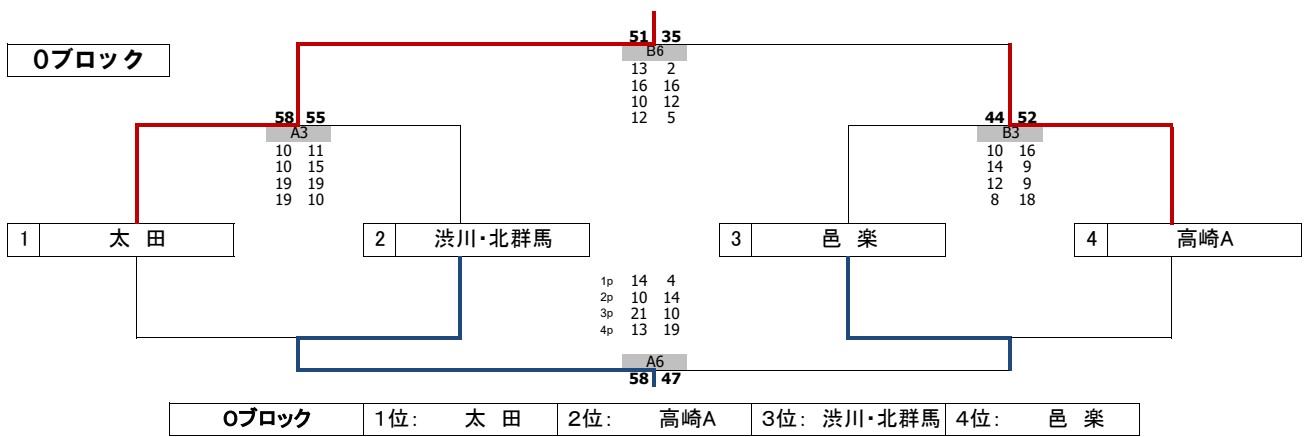 51 35
Oブロック
B6
13 2
16 16
10 12
12 5
58 55
A3
10 11
10 15
19 19
19 10
44 52
B3
10 16
14 9
12 9
8 18
1 太 田
2 渋川・北群馬
3 邑 楽
4 高崎A
1p 14 4
2p 10 14
3p 21 10
4p 13 19
A6
58 47
Oブロック 1位: 太 田 2位: 高崎A 3位: 渋川・北群馬 4位: 邑 楽